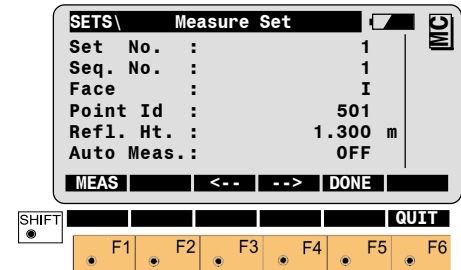 SETS\ Measure Set MC
Set No. : 1
Seq. No. : 1
Face : I
Point Id : 501
Refl. Ht. : 1.300 m
Auto Meas.: OFF
MEAS <-- --> DONE
SHIFT QUIT
F1 F2 F3 F4 F5 F6